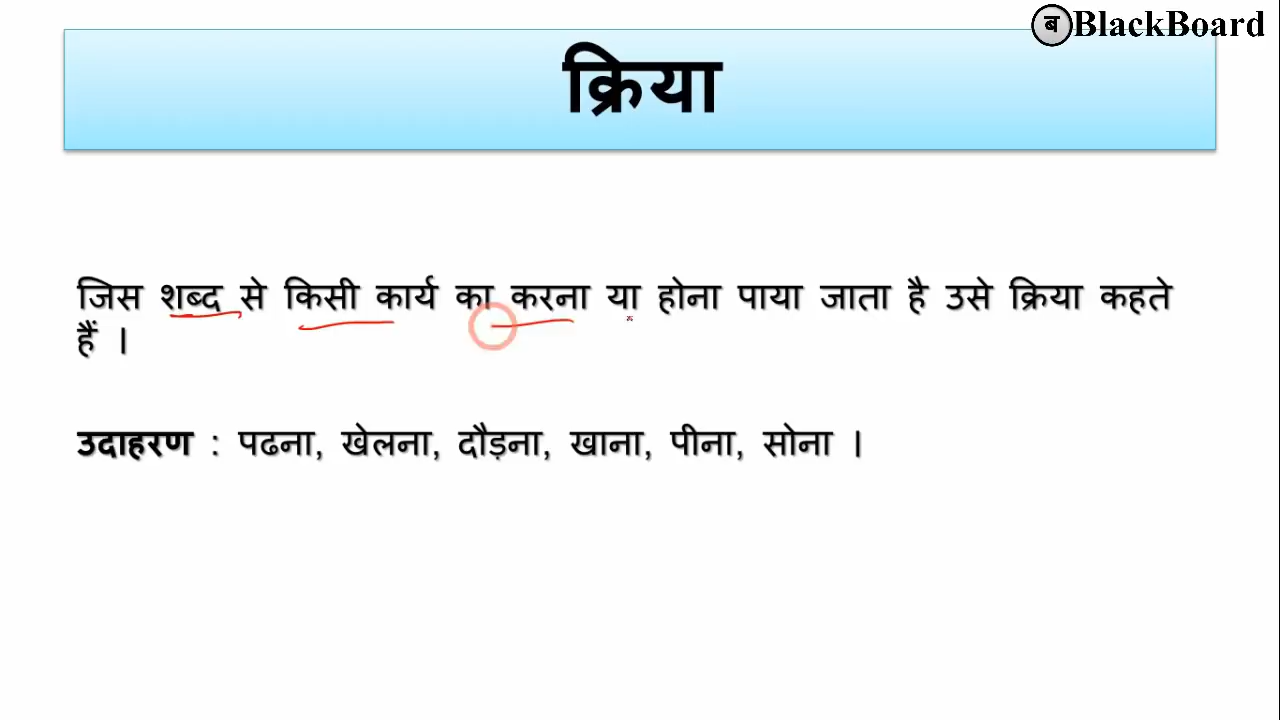 ब BlackBoard
क्रिया
जिस शब्द से किसी कार्य का करना या होना पाया जाता है उसे क्रिया कहते
हैं ।
उदाहरण : पढना, खेलना, दौड़ना, खाना, पीना, सोना ।